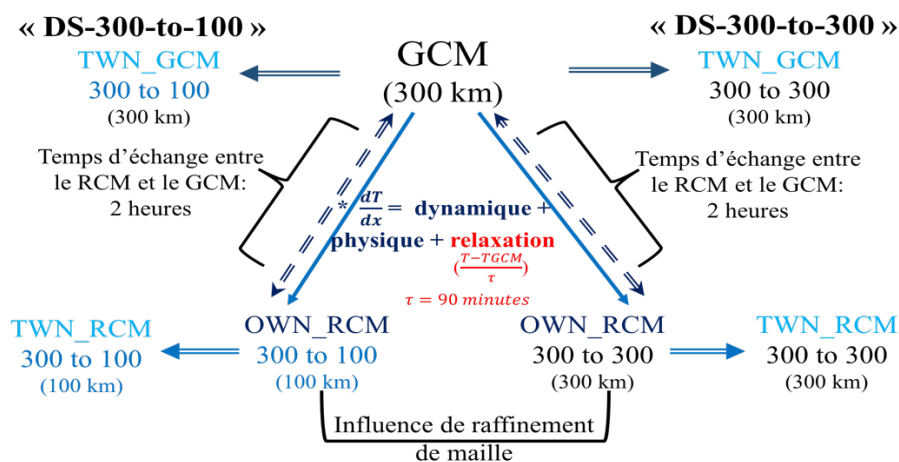 « DS-300-to-100 »
TWN_GCM
300 to 100
(300 km)
GCM
(300 km)
« DS-300-to-300 »
TWN_GCM
300 to 300
(300 km)
Temps d’échange entre
le RCM et le GCM:
2 heures
Temps d’échange entre
le RCM et le GCM:
2 heures
* dT/dx = dynamique +
physique + relaxation
(T−TGCM/τ)
τ = 90 minutes
TWN_RCM
300 to 100
(100 km)
OWN_RCM
300 to 100
(100 km)
OWN_RCM
300 to 300
(300 km)
TWN_RCM
300 to 300
(300 km)
Influence de raffinement
de maille